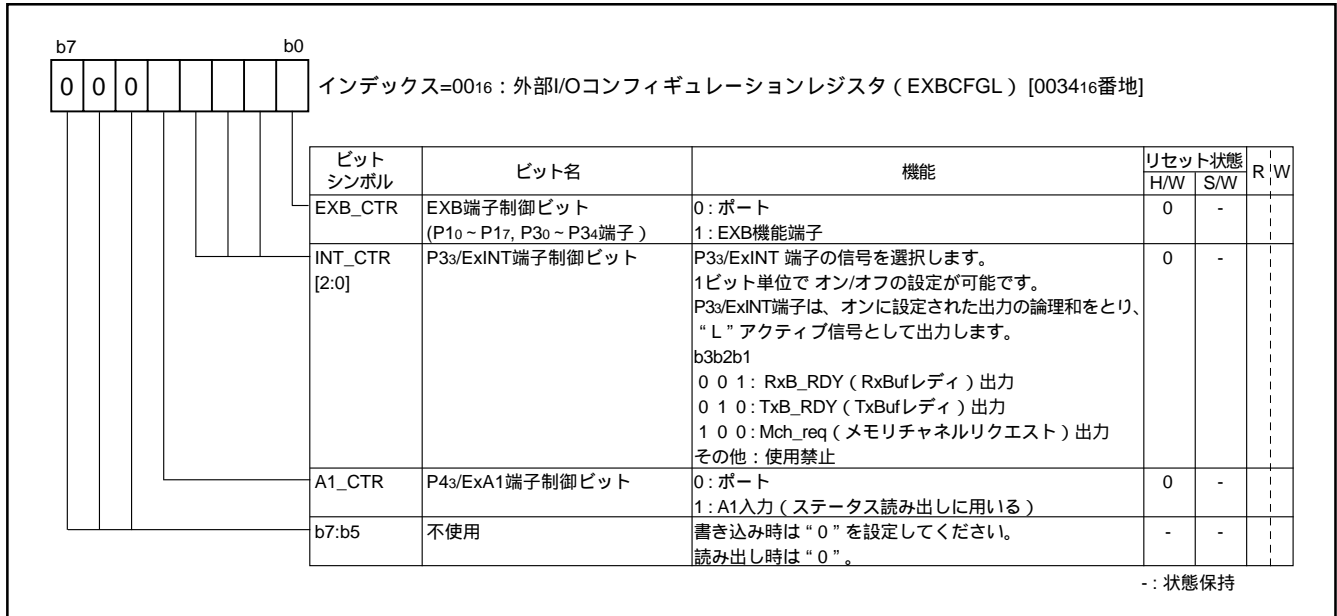 b7 b0
0 0 0 インデックス=0016：外部I/Oコンフィギュレーションレジスタ（EXBCFGL）[003416番地]
ビットシンボル ビット名 機能 リセット状態 R W
H/W S/W
EXB_CTR EXB端子制御ビット 0 : ポート 0 -
(P10 ~ P17, P30 ~ P34端子) 1 : EXB機能端子
INT_CTR P33/ExINT端子制御ビット P33/ExINT 端子の信号を選択します。 0 -
[2:0] 1ビット単位で オン/オフの設定が可能です。
P33/ExINT端子は、オンに設定された出力の論理和をとり、
“L”アクティブ信号として出力します。
b3b2b1
0 0 1 : RxB_RDY（RxBufレディ）出力
0 1 0 : TxB_RDY（TxBufレディ）出力
1 0 0 : Mch_req（メモリチャネルリクエスト）出力
その他：使用禁止
A1_CTR P43/ExA1端子制御ビット 0 : ポート 0 -
1 : A1入力（ステータス読み出しに用いる）
b7:b5 不使用 書き込み時は“0”を設定してください。 - -
読み出し時は“0”。
- : 状態保持